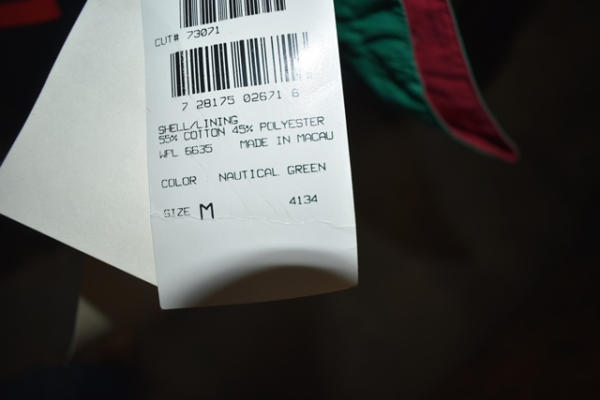 CUT# 73071
7 28175 02671 6
SHELL/LINING
55% COTTON 45% POLYESTER
WPL 6635 MADE IN MACAU
COLOR NAUTICAL GREEN
SIZE M 4134